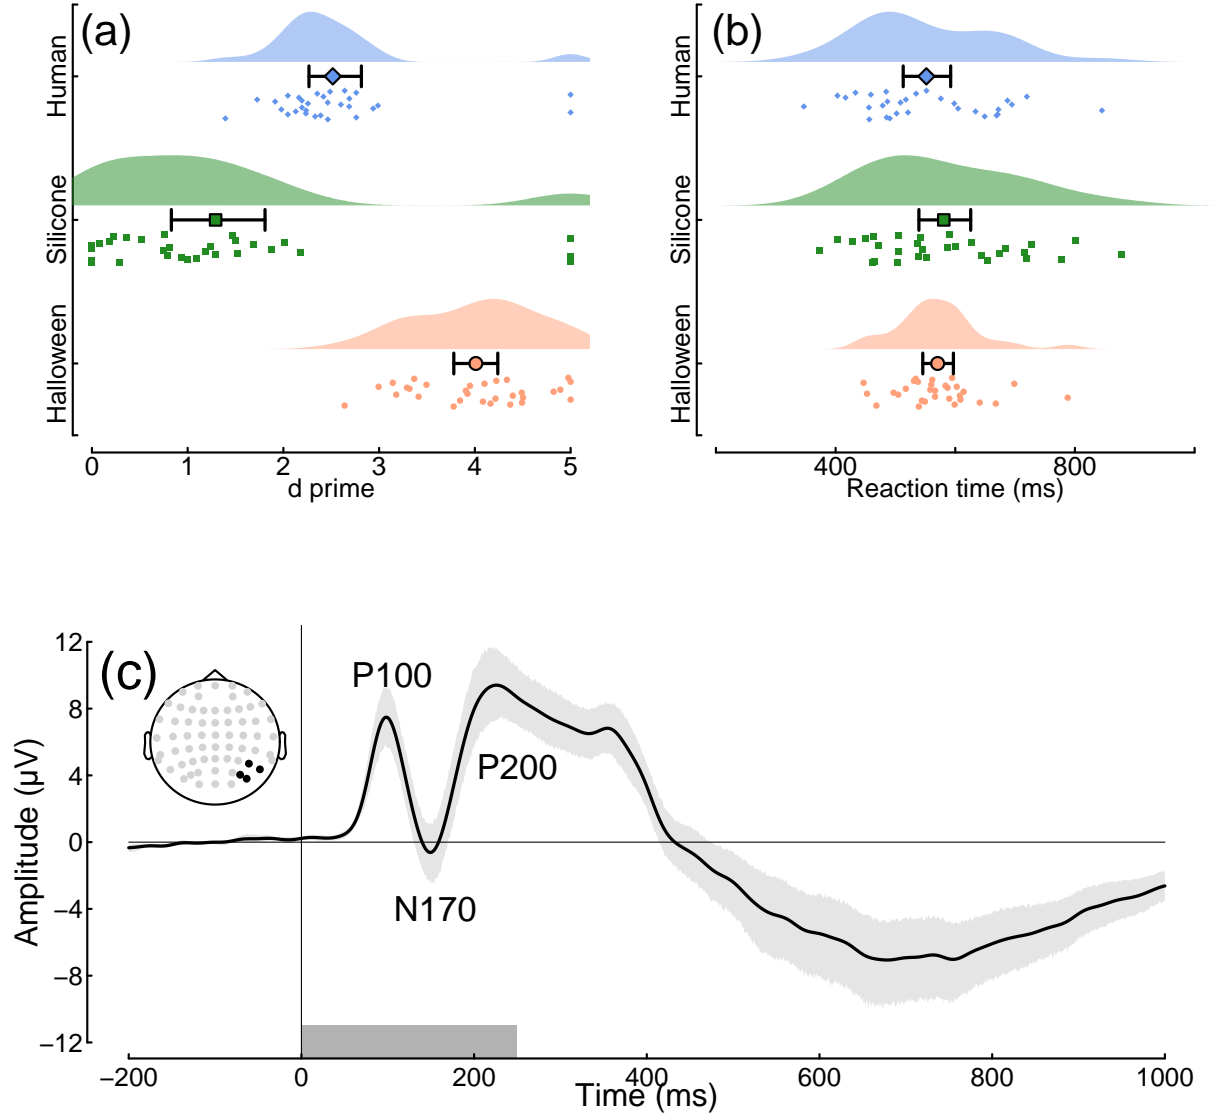 (a)
Human
Silicone
Halloween
0 1 2 3 4 5
d prime
(b)
Human
Silicone
Halloween
400 800
Reaction time (ms)
(c)
12
8
4
0
−4
−8
−12
Amplitude (µV)
P100
N170
P200
−200 0 200 400 600 800 1000
Time (ms)